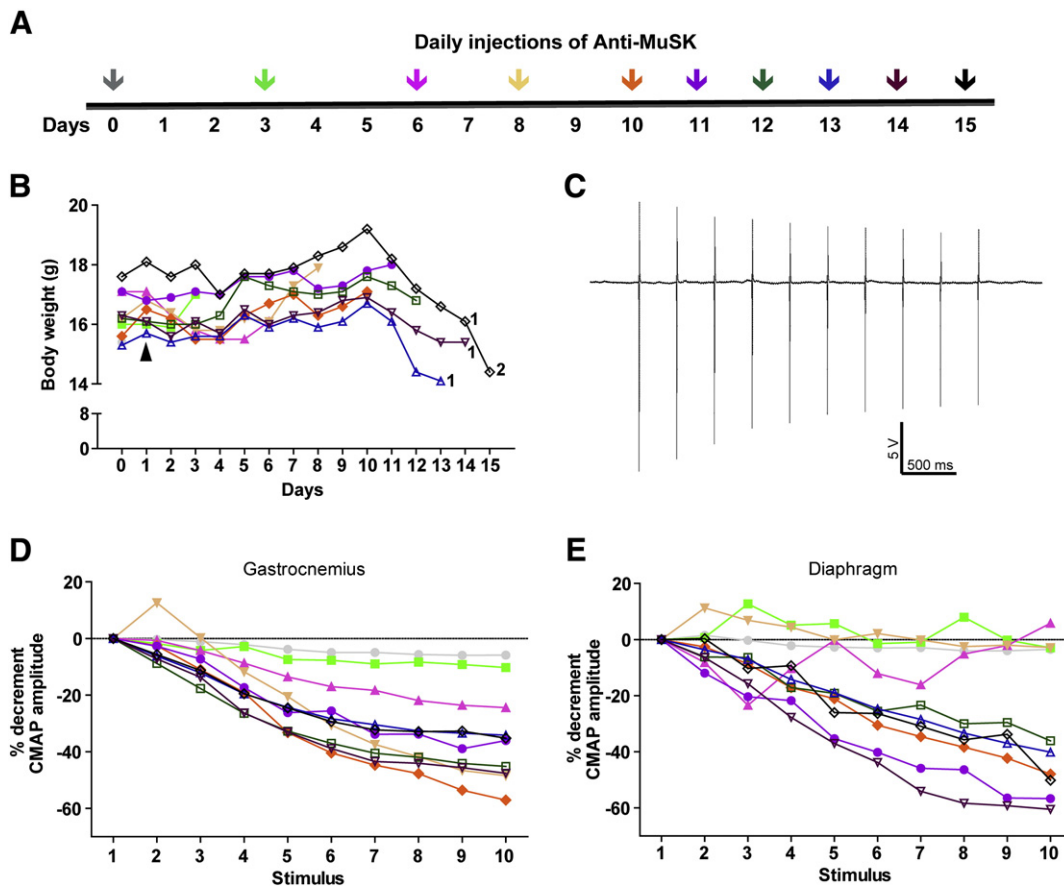 A
Daily injections of Anti-MuSK
Days 0 1 2 3 4 5 6 7 8 9 10 11 12 13 14 15
B
Body weight (g)
20
18
16
14
8
0
1
1
1
2
0 1 2 3 4 5 6 7 8 9 10 11 12 13 14 15
Days
C
5 V
500 ms
D
Gastrocnemius
% decrement
CMAP amplitude
20
0
-20
-40
-60
1 2 3 4 5 6 7 8 9 10
Stimulus
E
Diaphragm
% decrement
CMAP amplitude
20
0
-20
-40
-60
1 2 3 4 5 6 7 8 9 10
Stimulus